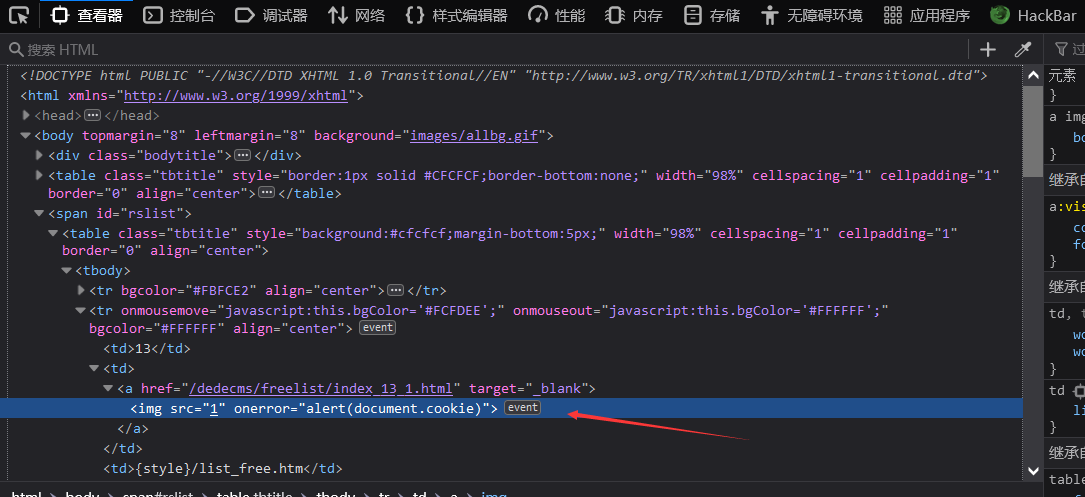 查看器 控制台 调试器 网络 样式编辑器 性能 内存 存储 无障碍环境 应用程序 HackBar
搜索 HTML
<!DOCTYPE html PUBLIC "-//W3C//DTD XHTML 1.0 Transitional//EN" "http://www.w3.org/TR/xhtml1/DTD/xhtml1-transitional.dtd">
<html xmlns="http://www.w3.org/1999/xhtml">
<head>⋯</head>
<body topmargin="8" leftmargin="8" background="images/allbg.gif">
<div class="bodytitle">⋯</div>
<table class="tbtitle" style="border:1px solid #CFCFCF;border-bottom:none;" width="98%" cellspacing="1" cellpadding="1"
border="0" align="center">⋯</table>
<span id="rslist">
<table class="tbtitle" style="background:#cfcfcf;margin-bottom:5px;" width="98%" cellspacing="1" cellpadding="1"
border="0" align="center">
<tbody>
<tr bgcolor="#FBFCE2" align="center">⋯</tr>
<tr onmousemove="javascript:this.bgColor='#FCFDEE';" onmouseout="javascript:this.bgColor='#FFFFFF';"
bgcolor="#FFFFFF" align="center"> event
<td>13</td>
<td>
<a href="/dedecms/freelist/index_13_1.html" target="_blank">
<img src="1" onerror="alert(document.cookie)"> event
</a>
</td>
<td>{style}/list_free.htm</td>
html > body > span#rslist > table.tbtitle > tbody > tr > td > a > img
过
元素
}
a img
bo
}
继承自
a:vis
co
fo
}
继承自
td, t
wo
wo
}
td
li
}
继承自
table